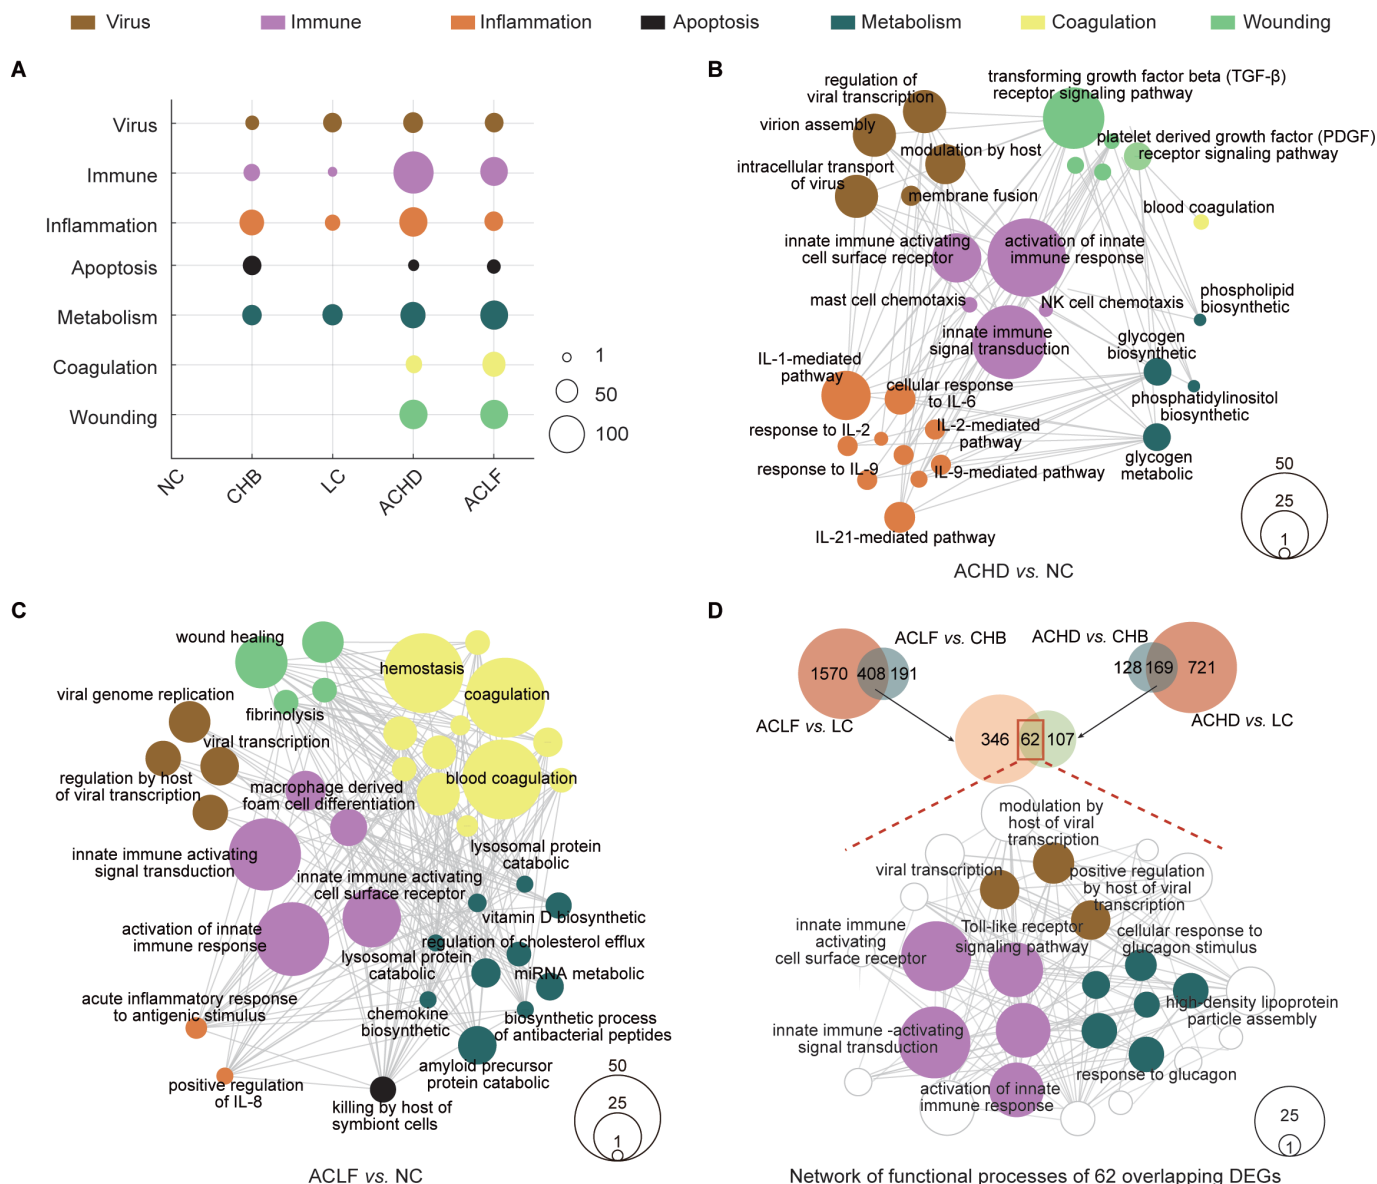 Virus Immune Inflammation Apoptosis Metabolism Coagulation Wounding
A
Virus
Immune
Inflammation
Apoptosis
Metabolism
Coagulation
Wounding
NC CHB LC ACHD ACLF
1
50
100
B
regulation of
viral transcription
transforming growth factor beta (TGF-β)
receptor signaling pathway
virion assembly
platelet derived growth factor (PDGF)
receptor signaling pathway
modulation by host
intracellular transport
of virus
membrane fusion
blood coagulation
innate immune activating
cell surface receptor
activation of innate
immune response
mast cell chemotaxis
NK cell chemotaxis
phospholipid
biosynthetic
innate immune
signal transduction
glycogen
biosynthetic
IL-1-mediated
pathway
cellular response
to IL-6
phosphatidylinositol
biosynthetic
response to IL-2
IL-2-mediated
pathway
response to IL-9
IL-9-mediated pathway
glycogen
metabolic
IL-21-mediated pathway
50
25
1
ACHD vs. NC
C
wound healing
hemostasis
coagulation
viral genome replication
fibrinolysis
viral transcription
regulation by host
of viral transcription
macrophage derived
foam cell differentiation
blood coagulation
innate immune activating
signal transduction
lysosomal protein
catabolic
innate immune activating
cell surface receptor
vitamin D biosynthetic
activation of innate
immune response
regulation of cholesterol efflux
lysosomal protein
catabolic
miRNA metabolic
acute inflammatory response
to antigenic stimulus
chemokine
biosynthetic
biosynthetic process
of antibacterial peptides
positive regulation
of IL-8
amyloid precursor
protein catabolic
killing by host of
symbiont cells
50
25
1
ACLF vs. NC
D
ACLF vs. CHB
ACHD vs. CHB
1570 408 191
128 169 721
ACLF vs. LC
ACHD vs. LC
346 62 107
modulation by
host of viral
transcription
viral transcription
positive regulation
by host of viral
transcription
innate immune
activating
cell surface receptor
Toll-like receptor
signaling pathway
cellular response to
glucagon stimulus
high-density lipoprotein
particle assembly
innate immune -activating
signal transduction
response to glucagon
activation of innate
immune response
25
1
Network of functional processes of 62 overlapping DEGs